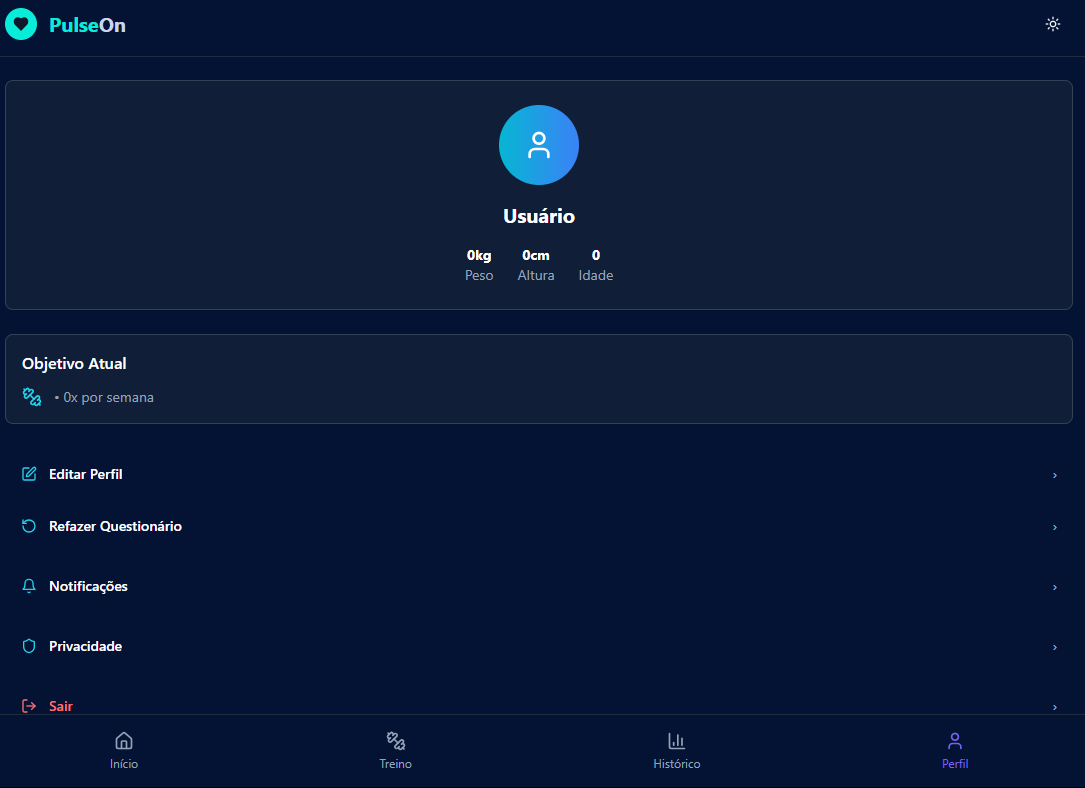 PulseOn
Usuário
0kg 0cm 0
Peso Altura Idade
Objetivo Atual
• 0x por semana
Editar Perfil ›
Refazer Questionário ›
Notificações ›
Privacidade ›
Sair ›
Início Treino Histórico Perfil